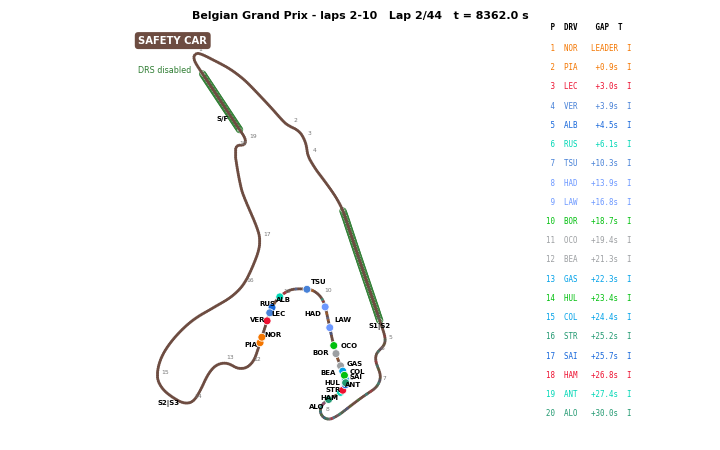 Belgian Grand Prix - laps 2-10   Lap 2/44   t = 8362.0 s
SAFETY CAR
DRS disabled
P  DRV  GAP  T
1  NOR  LEADER  I
2  PIA  +0.9s  I
3  LEC  +3.0s  I
4  VER  +3.9s  I
5  ALB  +4.5s  I
6  RUS  +6.1s  I
7  TSU  +10.3s  I
8  HAD  +13.9s  I
9  LAW  +16.8s  I
10  BOR  +18.7s  I
11  OCO  +19.4s  I
12  BEA  +21.3s  I
13  GAS  +22.3s  I
14  HUL  +23.4s  I
15  COL  +24.4s  I
16  STR  +25.2s  I
17  SAI  +25.7s  I
18  HAM  +26.8s  I
19  ANT  +27.4s  I
20  ALO  +30.0s  I
S/F
19
2
3
4
17
16
TSU
10
RUS
ALB
LEC
VER
HAD
LAW
S1|S2
5
NOR
PIA
OCO
BOR
13
12
GAS
BEA
COL
SAI
7
HUL
ANT
STR
HAM
ALO
8
15
S2|S3